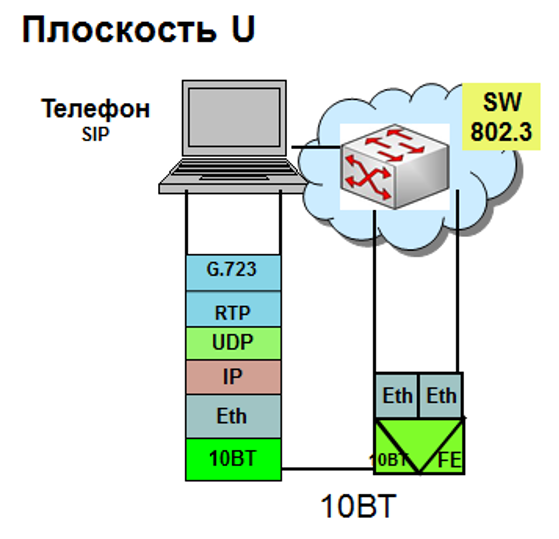 Плоскость U
Телефон
SIP
SW
802.3
G.723
RTP
UDP
IP
Eth
10BT
Eth Eth
10BT FE
10BT